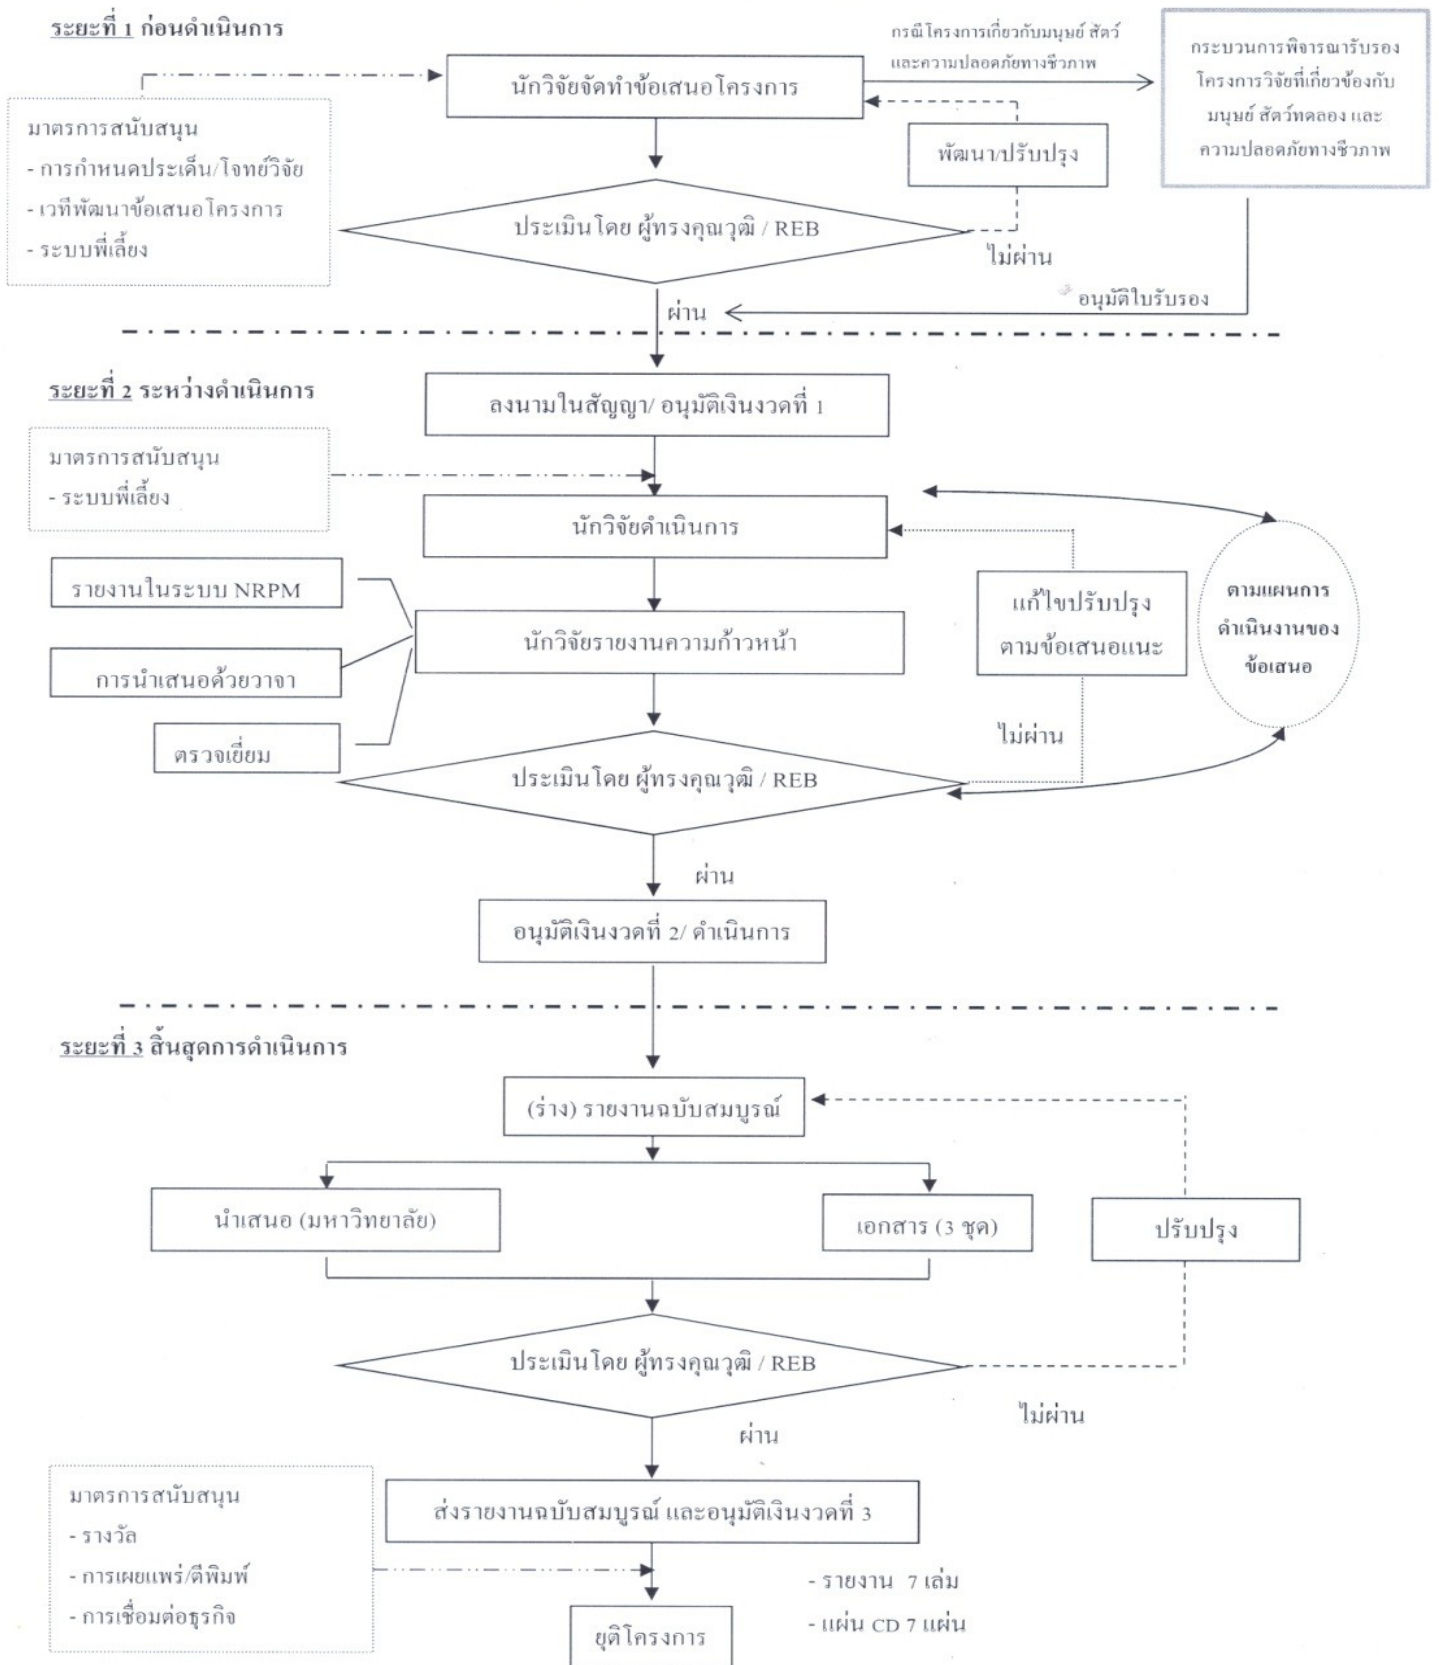 ระยะที่ 1 ก่อนดำเนินการ
กรณีโครงการเกี่ยวกับมนุษย์ สัตว์
และความปลอดภัยทางชีวภาพ
นักวิจัยจัดทำข้อเสนอโครงการ
กระบวนการพิจารณารับรอง
โครงการวิจัยที่เกี่ยวข้องกับ
มนุษย์ สัตว์ทดลอง และ
ความปลอดภัยทางชีวภาพ
มาตรการสนับสนุน
- การกำหนดประเด็น/โจทย์วิจัย
- เวทีพัฒนาข้อเสนอโครงการ
- ระบบพี่เลี้ยง
พัฒนา/ปรับปรุง
ประเมินโดย ผู้ทรงคุณวุฒิ / REB
ไม่ผ่าน
อนุมัติใบรับรอง
ผ่าน
ระยะที่ 2 ระหว่างดำเนินการ
ลงนามในสัญญา/ อนุมัติเงินงวดที่ 1
มาตรการสนับสนุน
- ระบบพี่เลี้ยง
นักวิจัยดำเนินการ
รายงานในระบบ NRPM
นักวิจัยรายงานความก้าวหน้า
การนำเสนอด้วยวาจา
ตรวจเยี่ยม
แก้ไขปรับปรุง
ตามข้อเสนอแนะ
ตามแผนการ
ดำเนินงานของ
ข้อเสนอ
ไม่ผ่าน
ประเมินโดย ผู้ทรงคุณวุฒิ / REB
ผ่าน
อนุมัติเงินงวดที่ 2/ ดำเนินการ
ระยะที่ 3 สิ้นสุดการดำเนินการ
(ร่าง) รายงานฉบับสมบูรณ์
นำเสนอ (มหาวิทยาลัย)
เอกสาร (3 ชุด)
ปรับปรุง
ประเมินโดย ผู้ทรงคุณวุฒิ / REB
ไม่ผ่าน
ผ่าน
ส่งรายงานฉบับสมบูรณ์ และอนุมัติเงินงวดที่ 3
มาตรการสนับสนุน
- รางวัล
- การเผยแพร่/ตีพิมพ์
- การเชื่อมต่อธุรกิจ
- รายงาน 7 เล่ม
- แผ่น CD 7 แผ่น
ยุติโครงการ